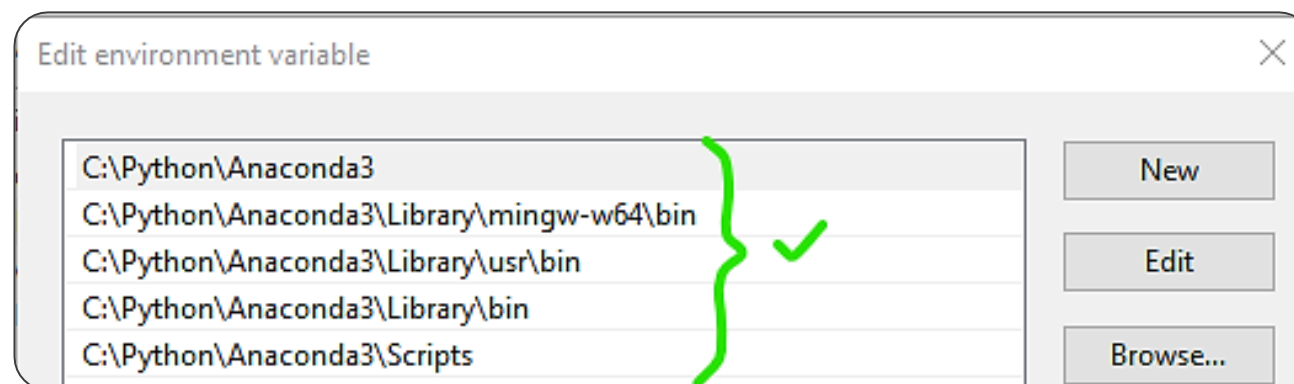 Edit environment variable
C:\Python\Anaconda3
C:\Python\Anaconda3\Library\mingw-w64\bin
C:\Python\Anaconda3\Library\usr\bin
C:\Python\Anaconda3\Library\bin
C:\Python\Anaconda3\Scripts
New
Edit
Browse...